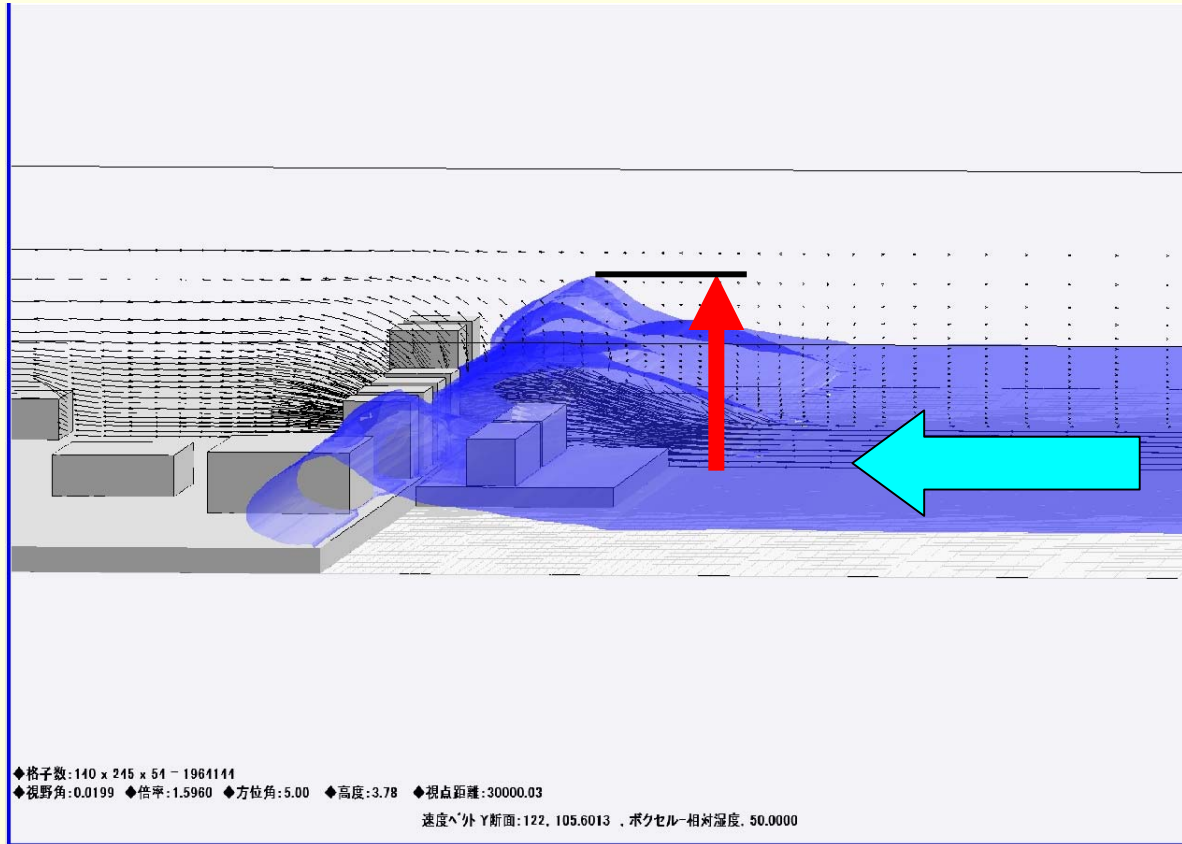 ◆格子数:140 x 245 x 54 - 1964144
◆視野角:0.0199 ◆倍率:1.5960 ◆方位角:5.00 ◆高度:3.78 ◆視点距離:30000.03
速度ﾍﾞｸﾄﾙ Y断面:122, 105.6013 , ボクセル-相対湿度, 50.0000